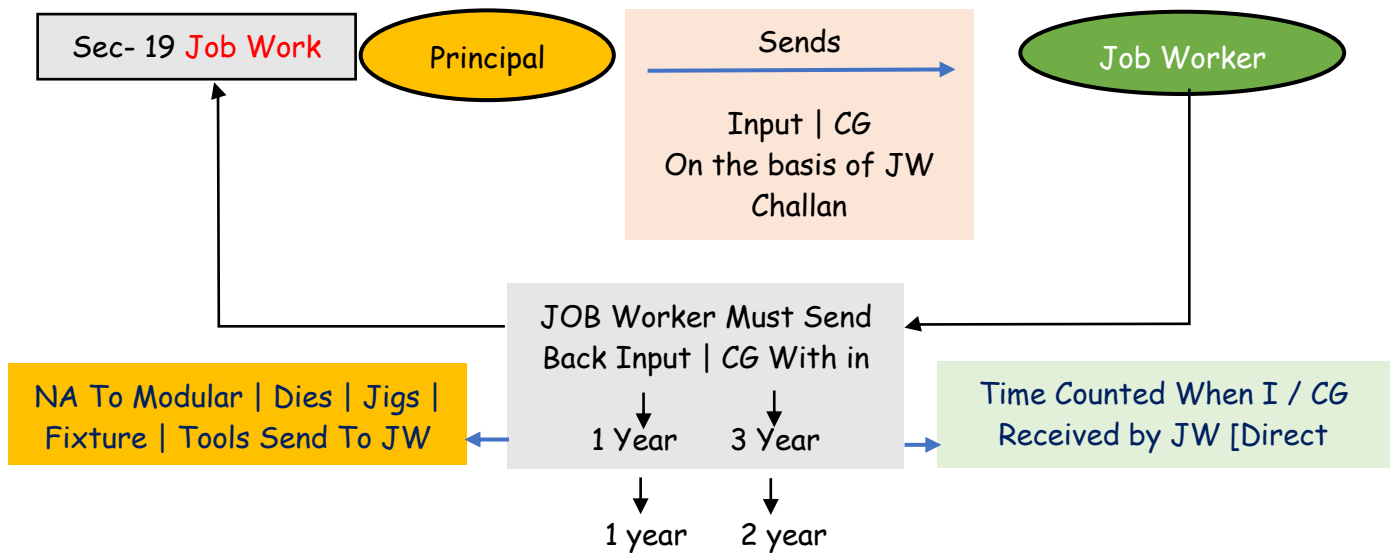 Sec- 19 Job Work
Principal
Sends
Input | CG
On the basis of JW
Challan
Job Worker
JOB Worker Must Send
Back Input | CG With in
1 Year 3 Year
1 year 2 year
NA To Modular | Dies | Jigs |
Fixture | Tools Send To JW
Time Counted When I / CG
Received by JW [Direct